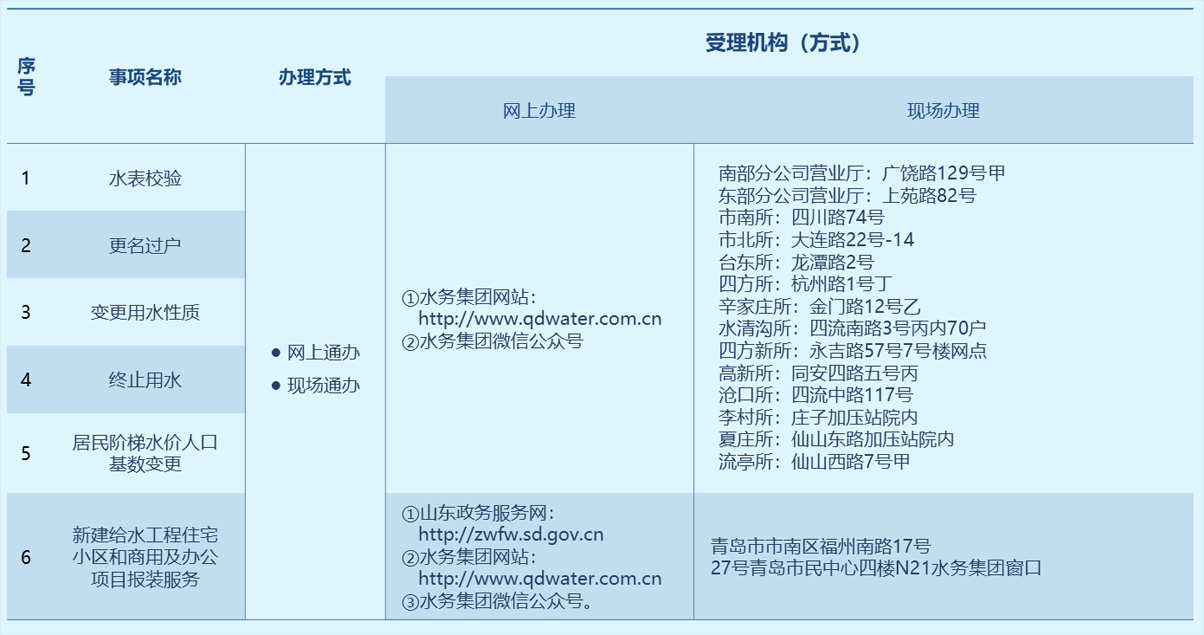 序号
事项名称
办理方式
受理机构（方式）
网上办理
现场办理
1
水表校验
2
更名过户
3
变更用水性质
4
终止用水
5
居民阶梯水价人口
基数变更
6
新建给水工程住宅
小区和商用及办公
项目报装服务
● 网上通办
● 现场通办
①水务集团网站：
http://www.qdwater.com.cn
②水务集团微信公众号
南部分公司营业厅：广饶路129号甲
东部分公司营业厅：上苑路82号
市南所：四川路74号
市北所：大连路22号-14
台东所：龙潭路2号
四方所：杭州路1号丁
辛家庄所：金门路12号乙
水清沟所：四流南路3号丙内70户
四方新所：永吉路57号7号楼网点
高新所：同安四路五号丙
沧口所：四流中路117号
李村所：庄子加压站院内
夏庄所：仙山东路加压站院内
流亭所：仙山西路7号甲
①山东政务服务网：
http://zwfw.sd.gov.cn
②水务集团网站：
http://www.qdwater.com.cn
③水务集团微信公众号。
青岛市市南区福州南路17号
27号青岛市民中心四楼N21水务集团窗口